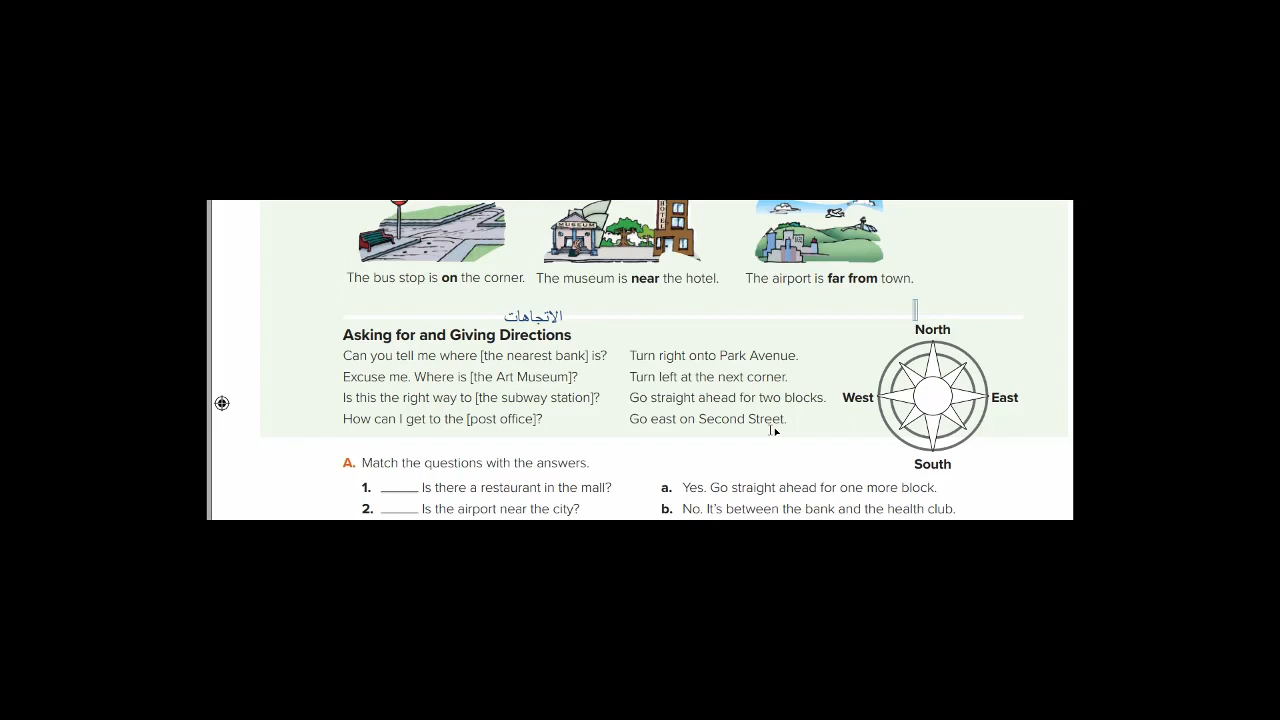 MUSEUM
HOTEL
The bus stop is on the corner. The museum is near the hotel. The airport is far from town.
الاتجاهات
Asking for and Giving Directions
Can you tell me where [the nearest bank] is? Turn right onto Park Avenue.
Excuse me. Where is [the Art Museum]? Turn left at the next corner.
Is this the right way to [the subway station]? Go straight ahead for two blocks.
How can I get to the [post office]? Go east on Second Street.
North
West
East
South
A. Match the questions with the answers.
1. _____ Is there a restaurant in the mall? a. Yes. Go straight ahead for one more block.
2. _____ Is the airport near the city? b. No. It's between the bank and the health club.